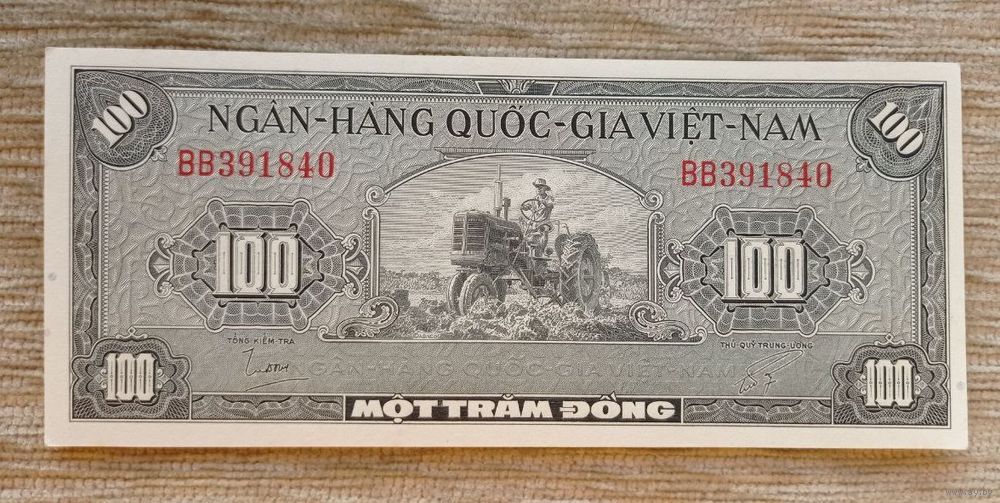 100 100
NGÂN-HÀNG QUỐC-GIA VIỆT-NAM
BB391840 BB391840
100 100
TỔNG KIỂM-TRA THỦ-QUỸ TRUNG-ƯƠNG
NGÂN-HÀNG QUỐC-GIA VIỆT-NAM
100 100
MỘT TRĂM ĐỒNG